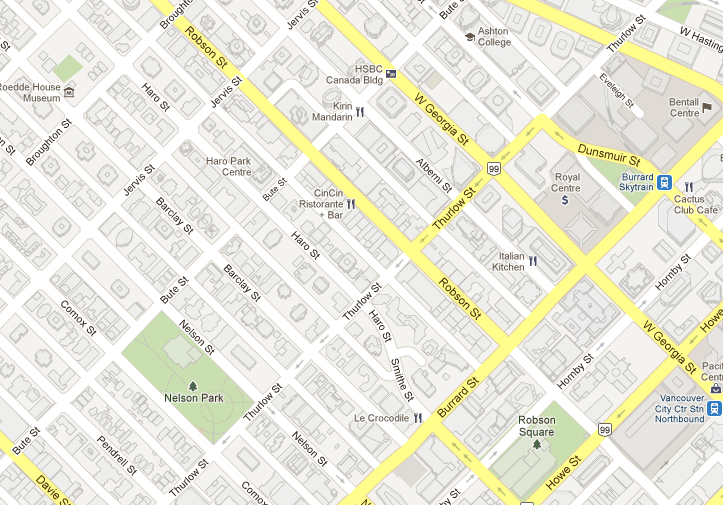 Broughton St
Jervis St
Bute St
Thurlow St
W Hasting
Robson St
Ashton
College
HSBC
Canada Bldg
Eveleigh St
Roedde House
Museum
Haro St
Jervis St
Kirin
Mandarin
W Georgia St
Bentall
Centre
Broughton St
on St
Dunsmuir St
Haro Park
Centre
Alberni St
99
Royal
Centre
$
Burrard
Skytrain
Jervis St
Bute St
CinCin
Ristorante
+ Bar
Thurlow St
Cactus
Club Cafe
Barclay St
Haro St
Italian
Kitchen
Hornby St
Barclay St
Bute St
Thurlow St
Robson St
Comox St
Nelson St
Haro St
Howe
W Georgia St
Smithe St
Hornby St
Pacif
Centr
Nelson Park
Burrard St
Vancouver
City Ctr Stn
Northbound
Thurlow St
Le Crocodile
Robson
Square
99
Bute St
Pendrell St
Nelson St
Howe St
Davie St
Thurlow St
Comox
by St
N